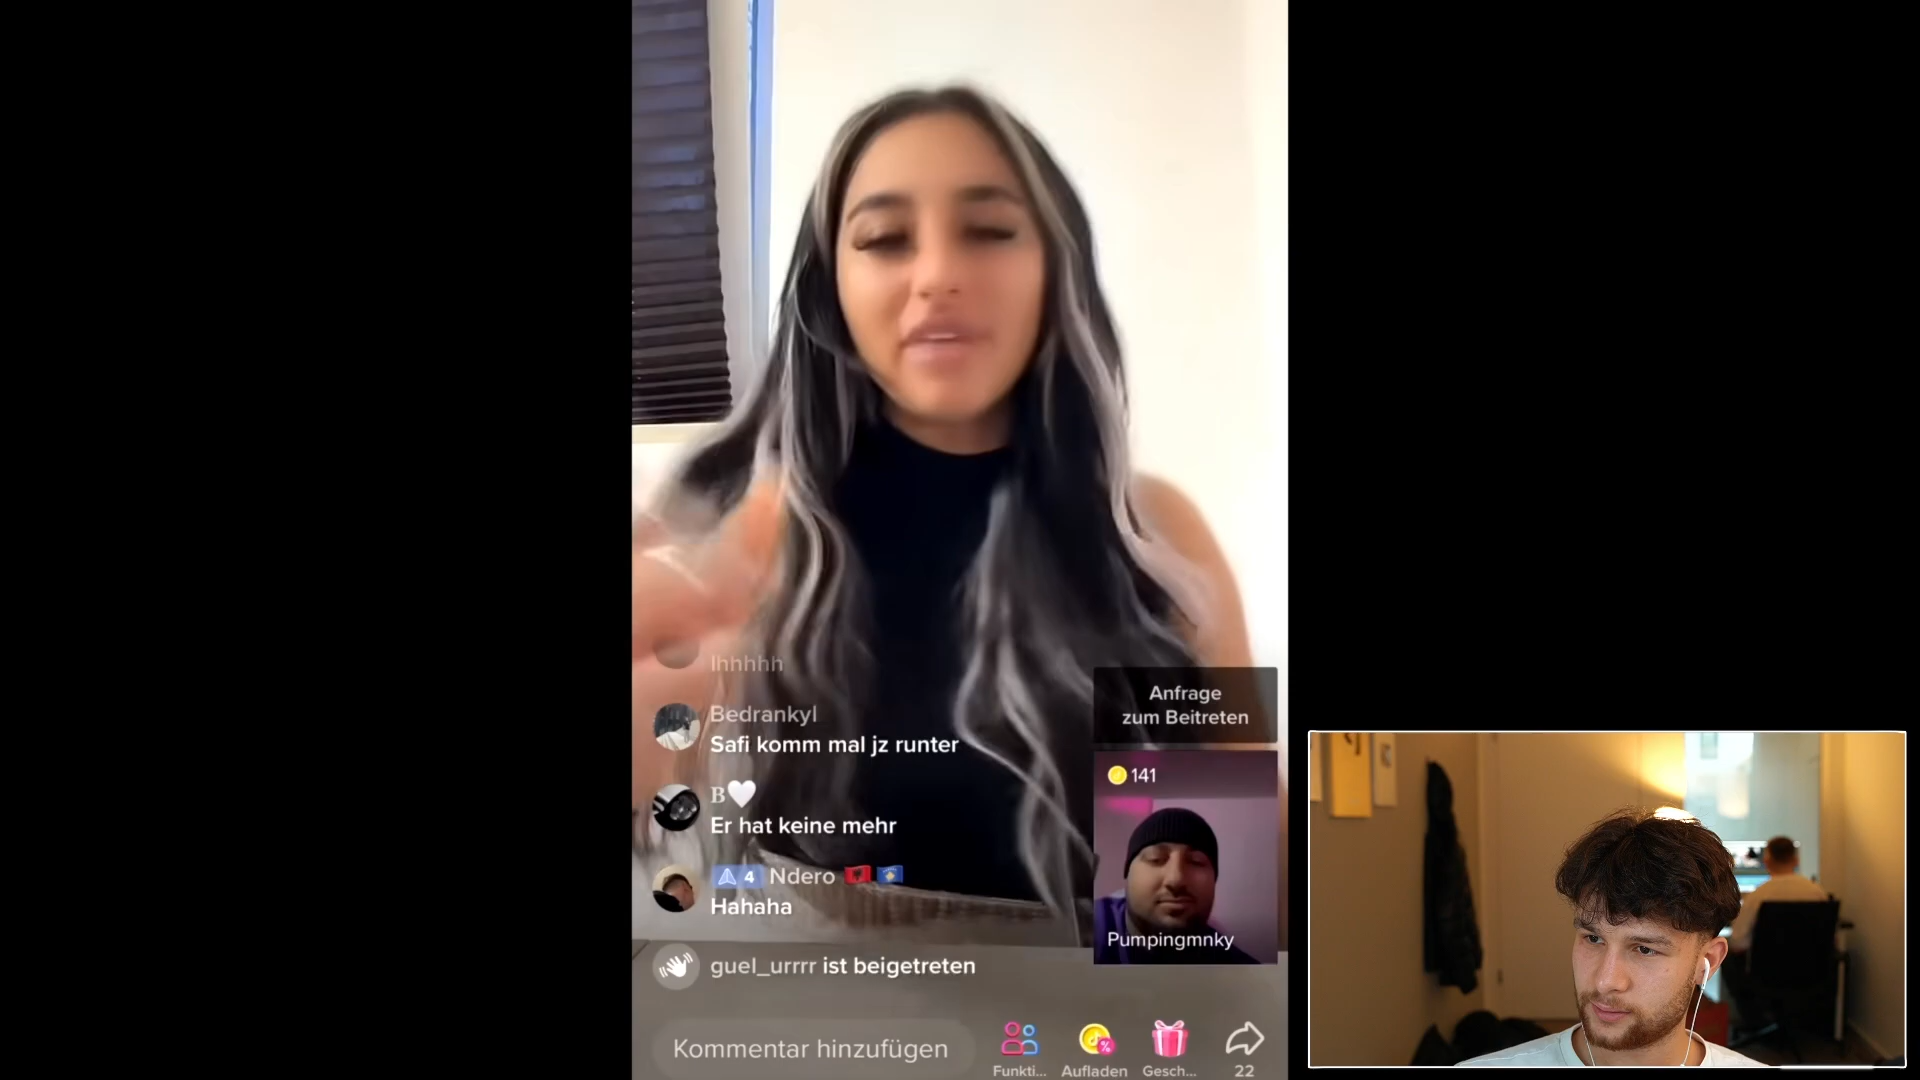 lhhhhh
Bedrankyl
Safi komm mal jz runter
B🤍
Er hat keine mehr
4 Ndero 🇦🇱 🇽🇰
Hahaha
guel_urrrr ist beigetreten
Anfrage
zum Beitreten
141
Pumpingmnky
Kommentar hinzufügen
Funkti...
Aufladen
Gesch...
22